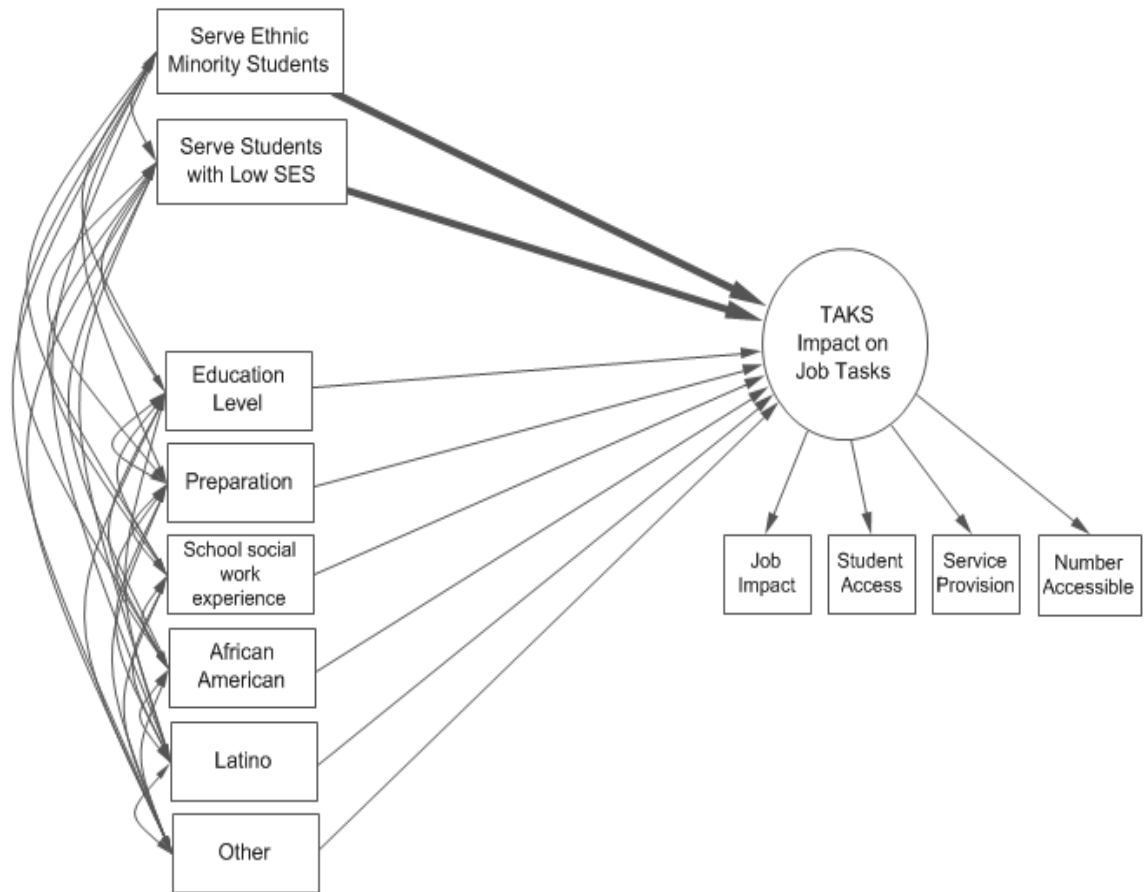 Serve Ethnic
Minority Students
Serve Students
with Low SES
TAKS
Impact on
Job Tasks
Education
Level
Preparation
School social
work
experience
African
American
Latino
Other
Job
Impact
Student
Access
Service
Provision
Number
Accessible